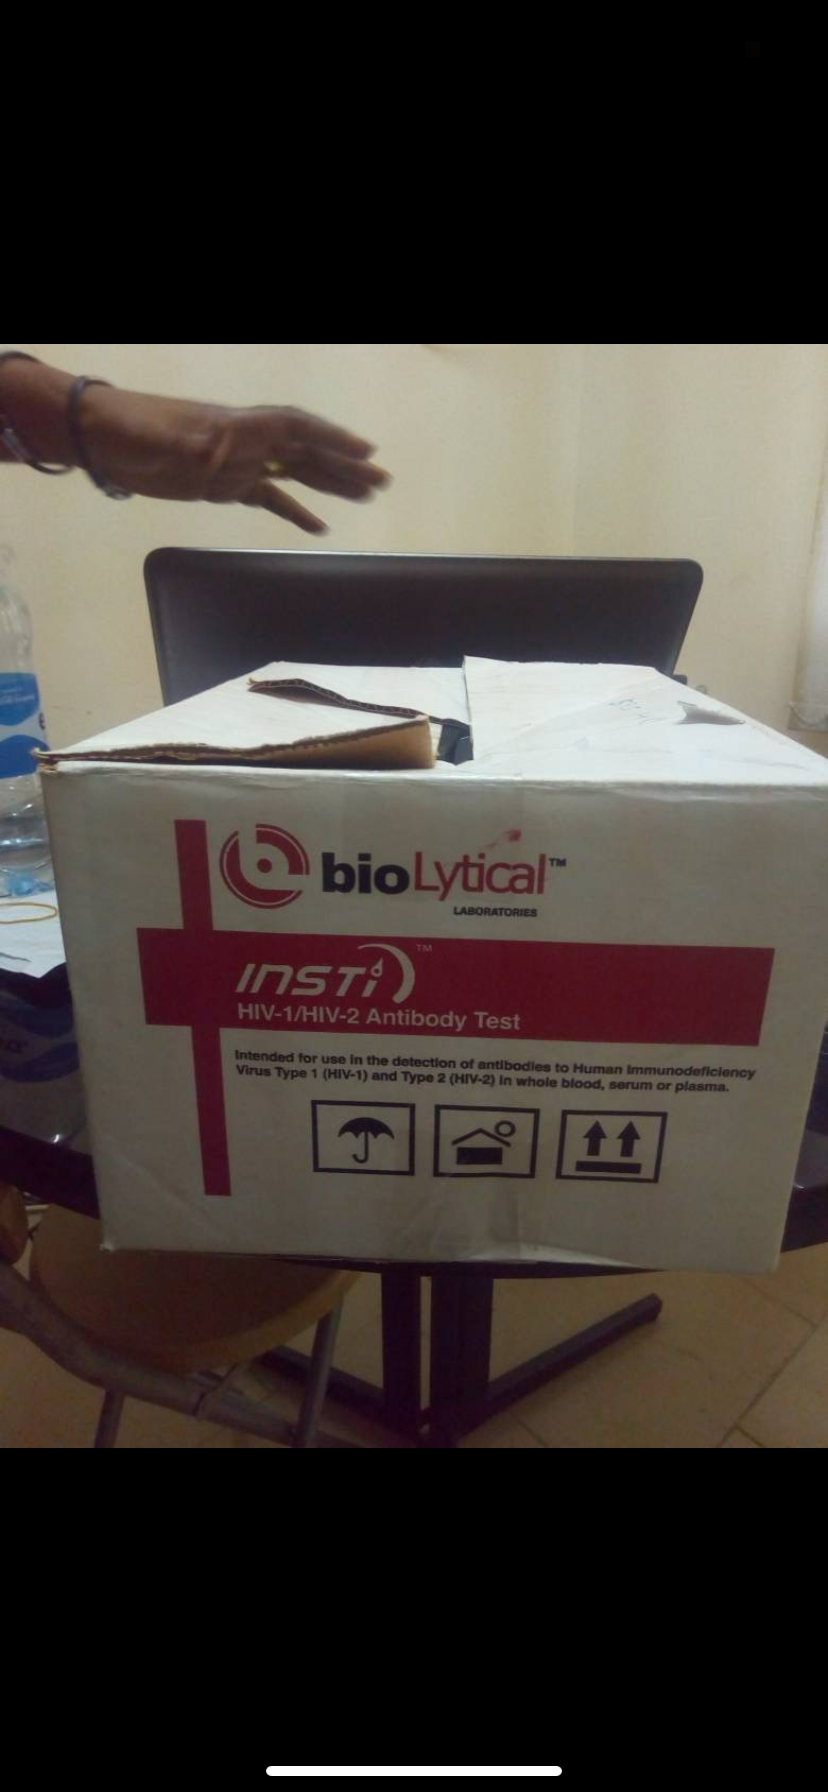 bioLytical™
LABORATORIES
INSTi™
HIV-1/HIV-2 Antibody Test
Intended for use in the detection of antibodies to Human Immunodeficiency
Virus Type 1 (HIV-1) and Type 2 (HIV-2) in whole blood, serum or plasma.